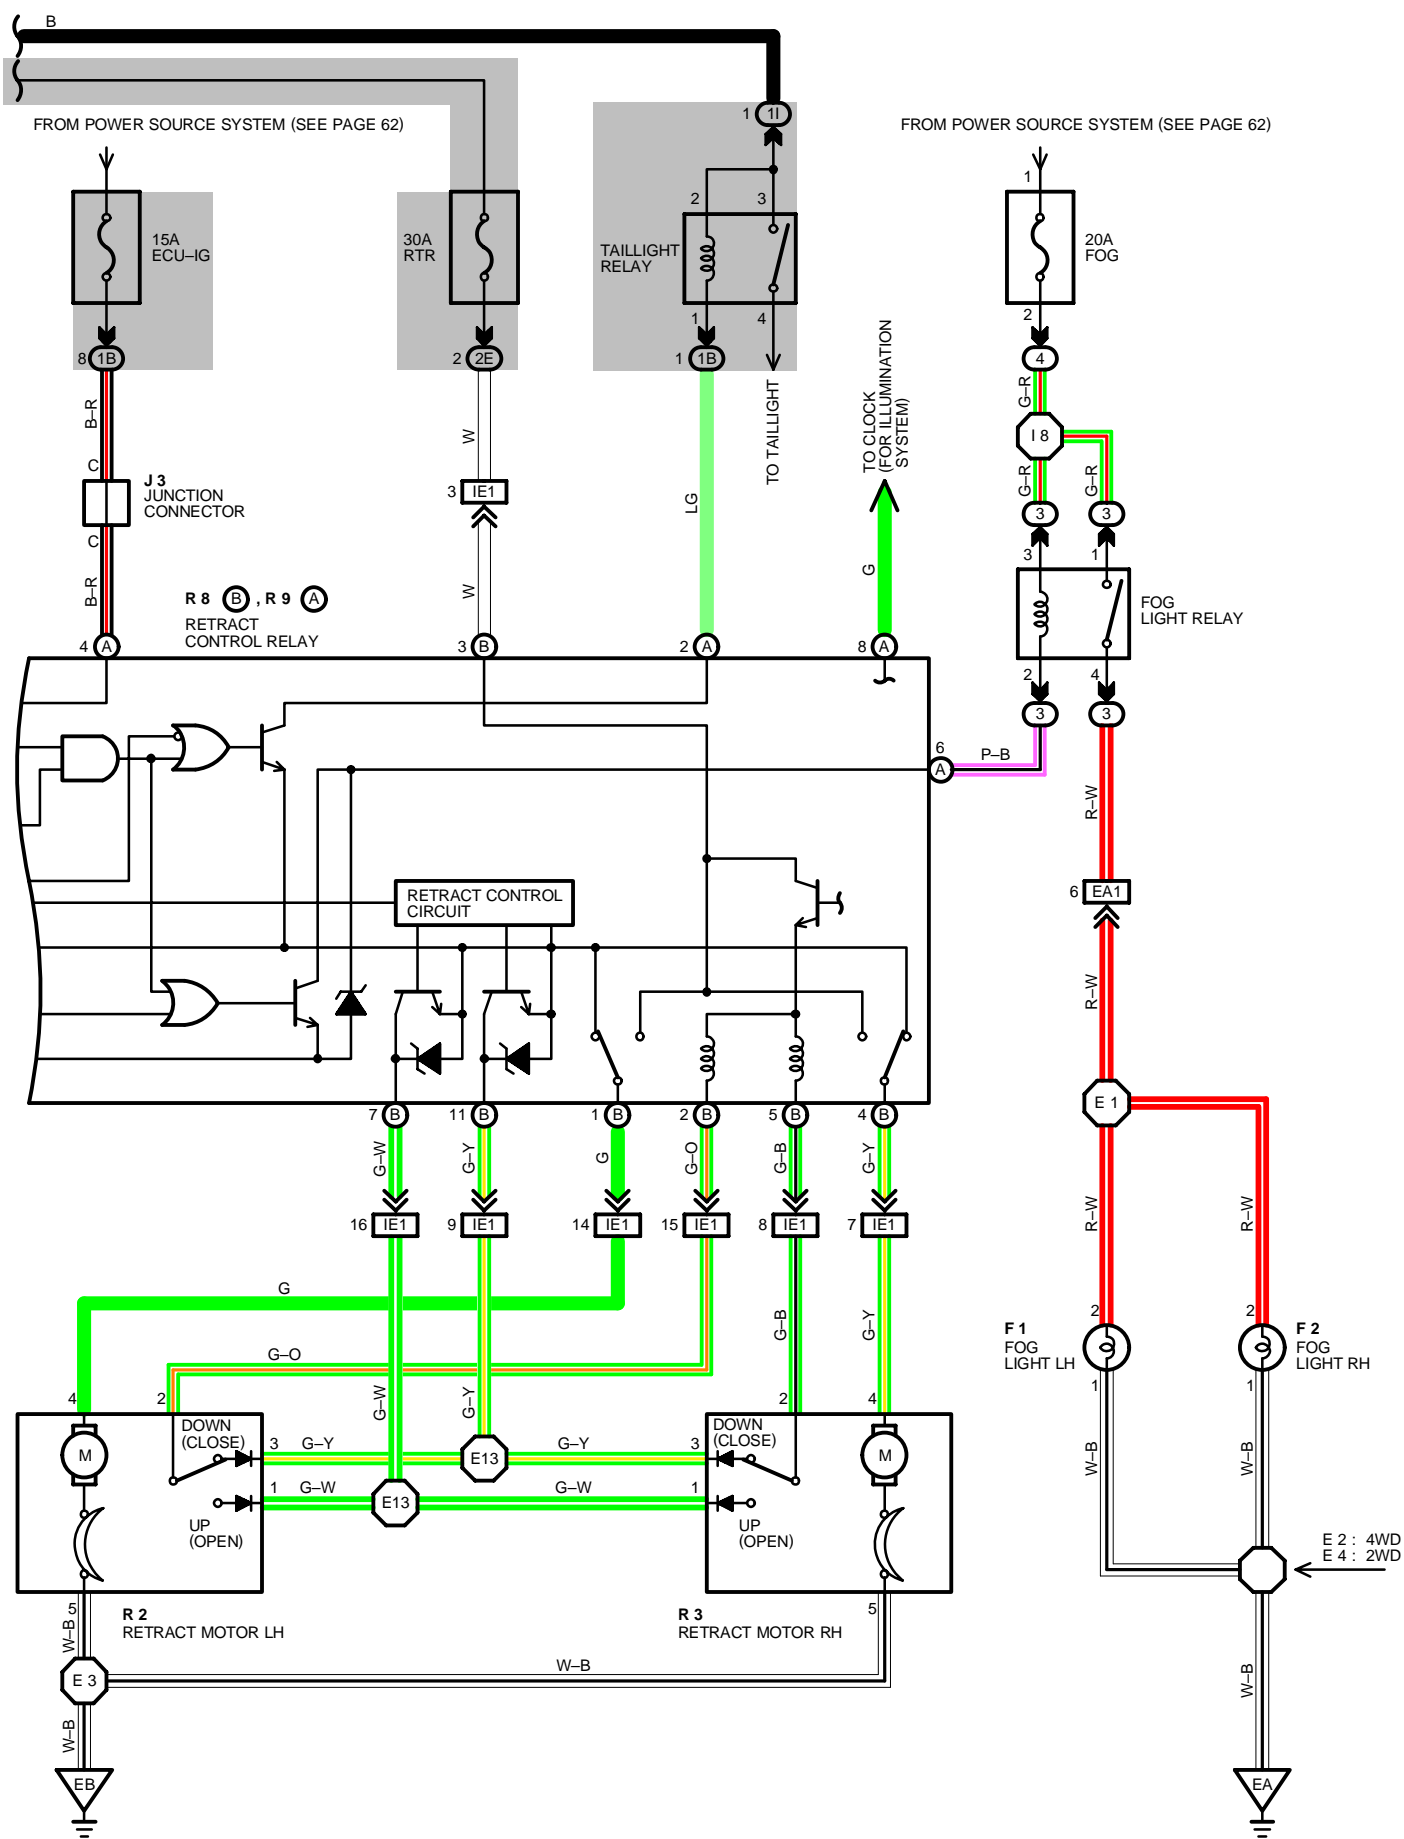 B
FROM POWER SOURCE SYSTEM (SEE PAGE 62)
FROM POWER SOURCE SYSTEM (SEE PAGE 62)
1 1I
1
2 3
15A
ECU–IG
30A
RTR
TAILLIGHT
RELAY
20A
FOG
1 4
2
8 1B
2 2E
1 1B
4
TO TAILLIGHT
TO CLOCK
(FOR ILLUMINATION
SYSTEM)
B–R
W
G–R
I 8
C
J 3
JUNCTION
CONNECTOR
C
3 IE1
LG
G–R
G–R
3 3
3 1
B–R
W
G
R 8 B , R 9 A
RETRACT
CONTROL RELAY
FOG
LIGHT RELAY
4 A
3 B
2 A
8 A
2 4
3 3
6
A
P–B
R–W
RETRACT CONTROL
CIRCUIT
6 EA1
R–W
7 B
11 B
1 B
2 B
5 B
4 B
E 1
G–W
G–Y
G
G–O
G–B
G–Y
R–W
R–W
16 IE1
9 IE1
14 IE1
15 IE1
8 IE1
7 IE1
G
G–B
G–Y
G–O
G–W
G–Y
2
2
F 1
FOG
LIGHT LH
F 2
FOG
LIGHT RH
1
1
4 2
2 4
DOWN
(CLOSE)
DOWN
(CLOSE)
M
3 G–Y
E13
G–Y 3
M
1 G–W
E13
G–W 1
UP
(OPEN)
UP
(OPEN)
W–B
W–B
E 2 : 4WD
E 4 : 2WD
5
R 2
RETRACT MOTOR LH
R 3
RETRACT MOTOR RH
5
W–B
E 3
W–B
W–B
W–B
EB
EA